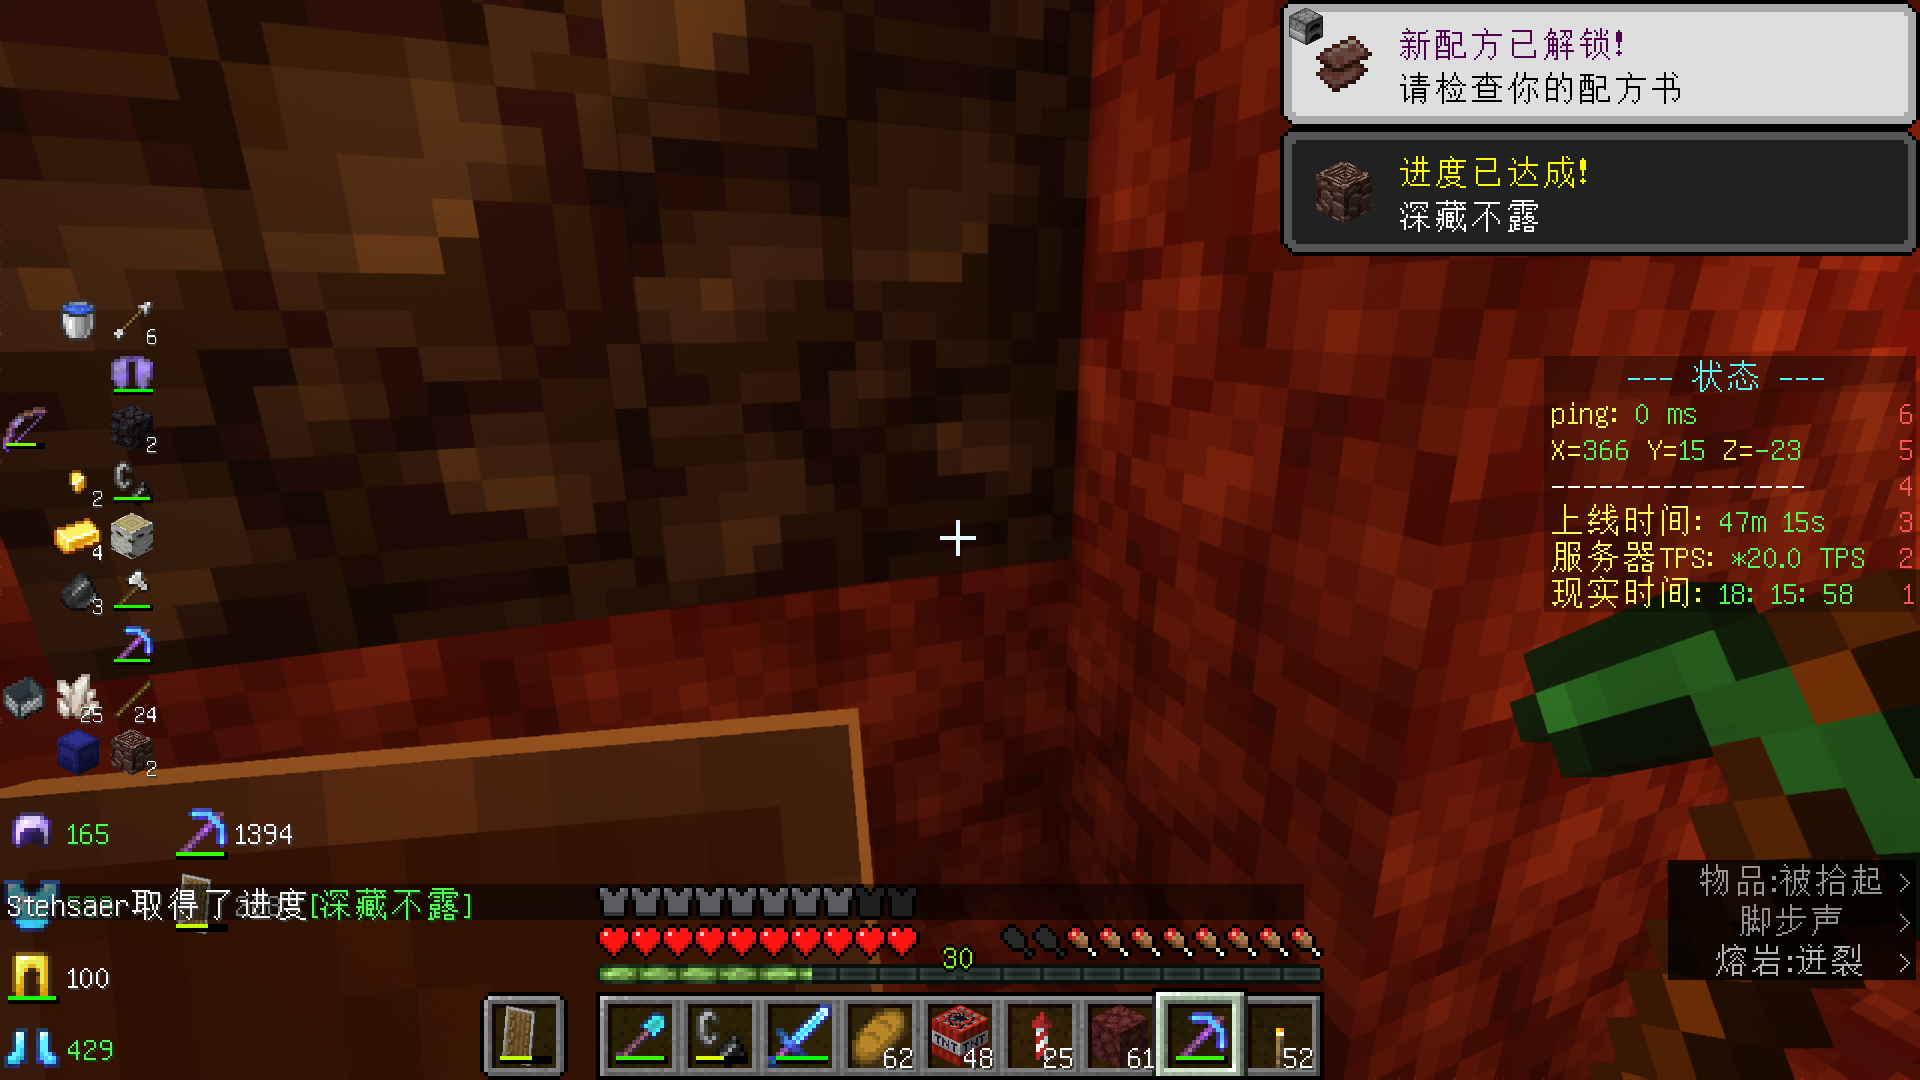 新配方已解锁!
请检查你的配方书
进度已达成!
深藏不露
6
2
2
4
3
25
24
2
--- 状态 ---
ping: 0 ms 6
X=366 Y=15 Z=-23 5
---------------- 4
上线时间: 47m 15s 3
服务器TPS: *20.0 TPS 2
现实时间: 18: 15: 58 1
165
1394
Stehsaer取得了进度[深藏不露]
100
429
物品:被拾起 >
脚步声 >
熔岩:迸裂 >
30
TNT TNT
62
48
25
61
52